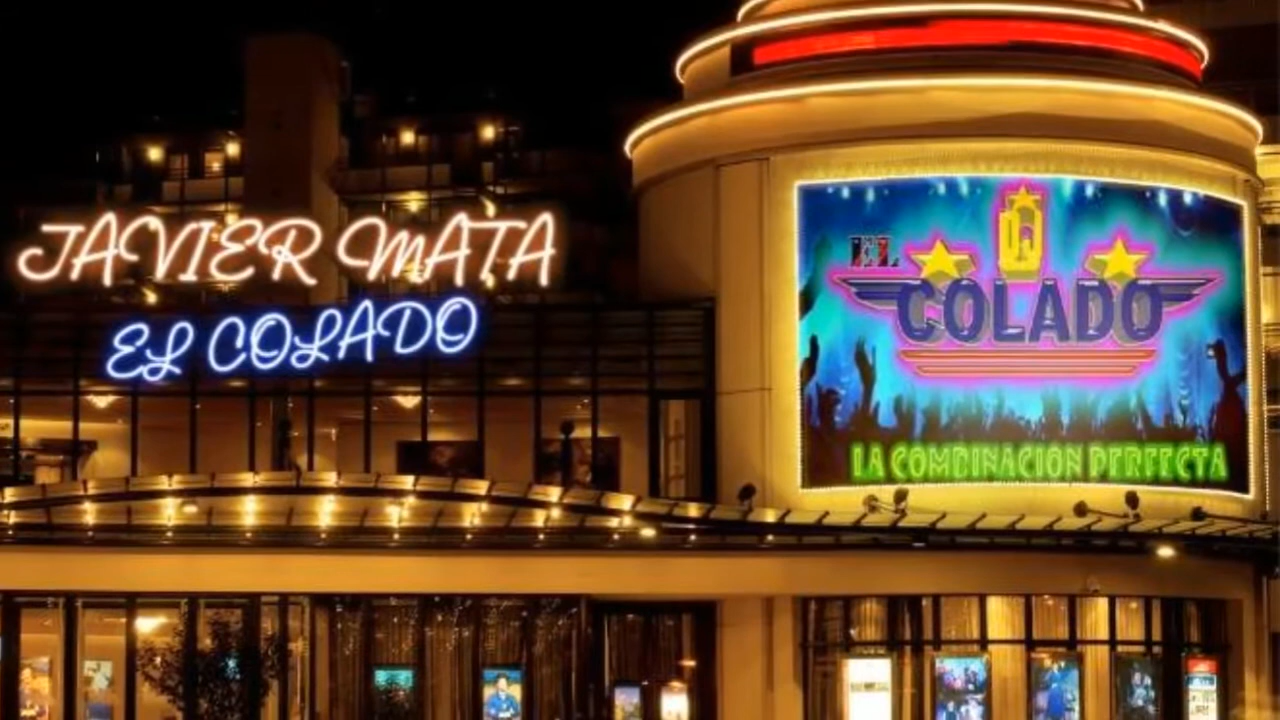 JAVIER MATA
EL COLADO
EL
COLADO
LA COMBINACION PERFECTA